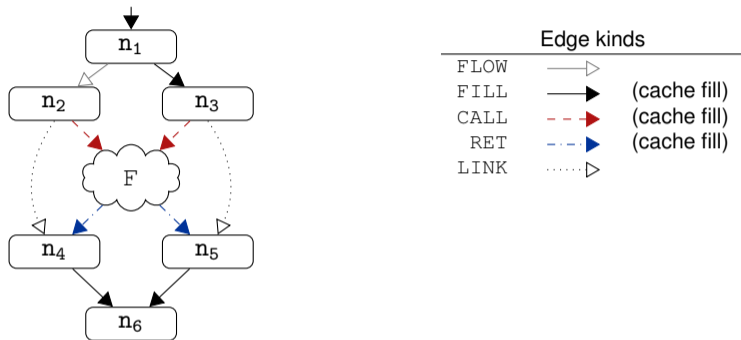 n₁
n₂
n₃
F
n₄
n₅
n₆
Edge kinds
FLOW
FILL (cache fill)
CALL (cache fill)
RET (cache fill)
LINK